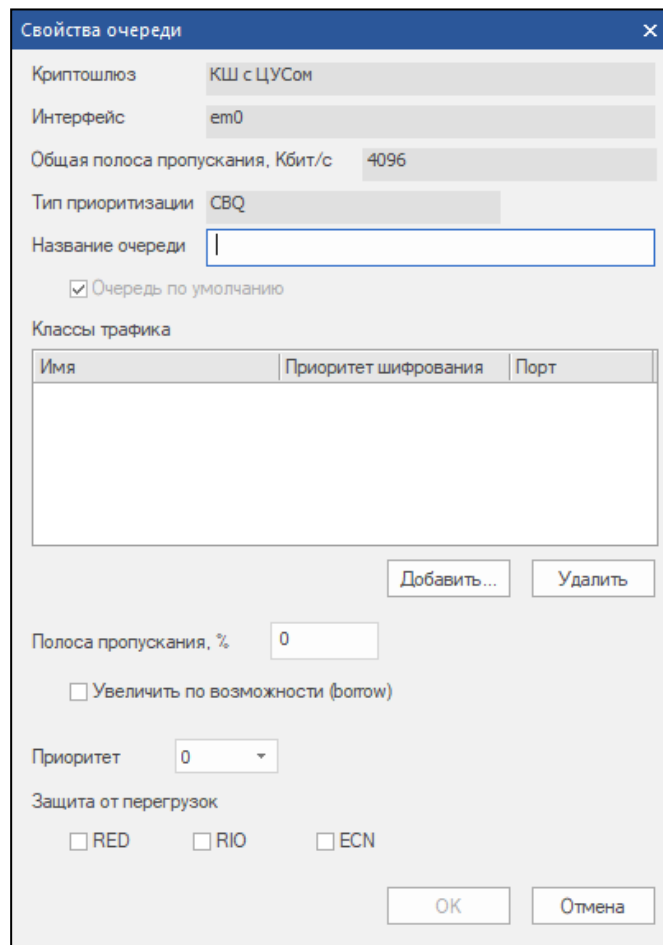 Свойства очереди
Криптошлюз КШ с ЦУСом
Интерфейс em0
Общая полоса пропускания, Кбит/с 4096
Тип приоритизации CBQ
Название очереди
Очередь по умолчанию
Классы трафика
Имя Приоритет шифрования Порт
Добавить... Удалить
Полоса пропускания, % 0
Увеличить по возможности (borrow)
Приоритет 0
Защита от перегрузок
RED RIO ECN
OK Отмена